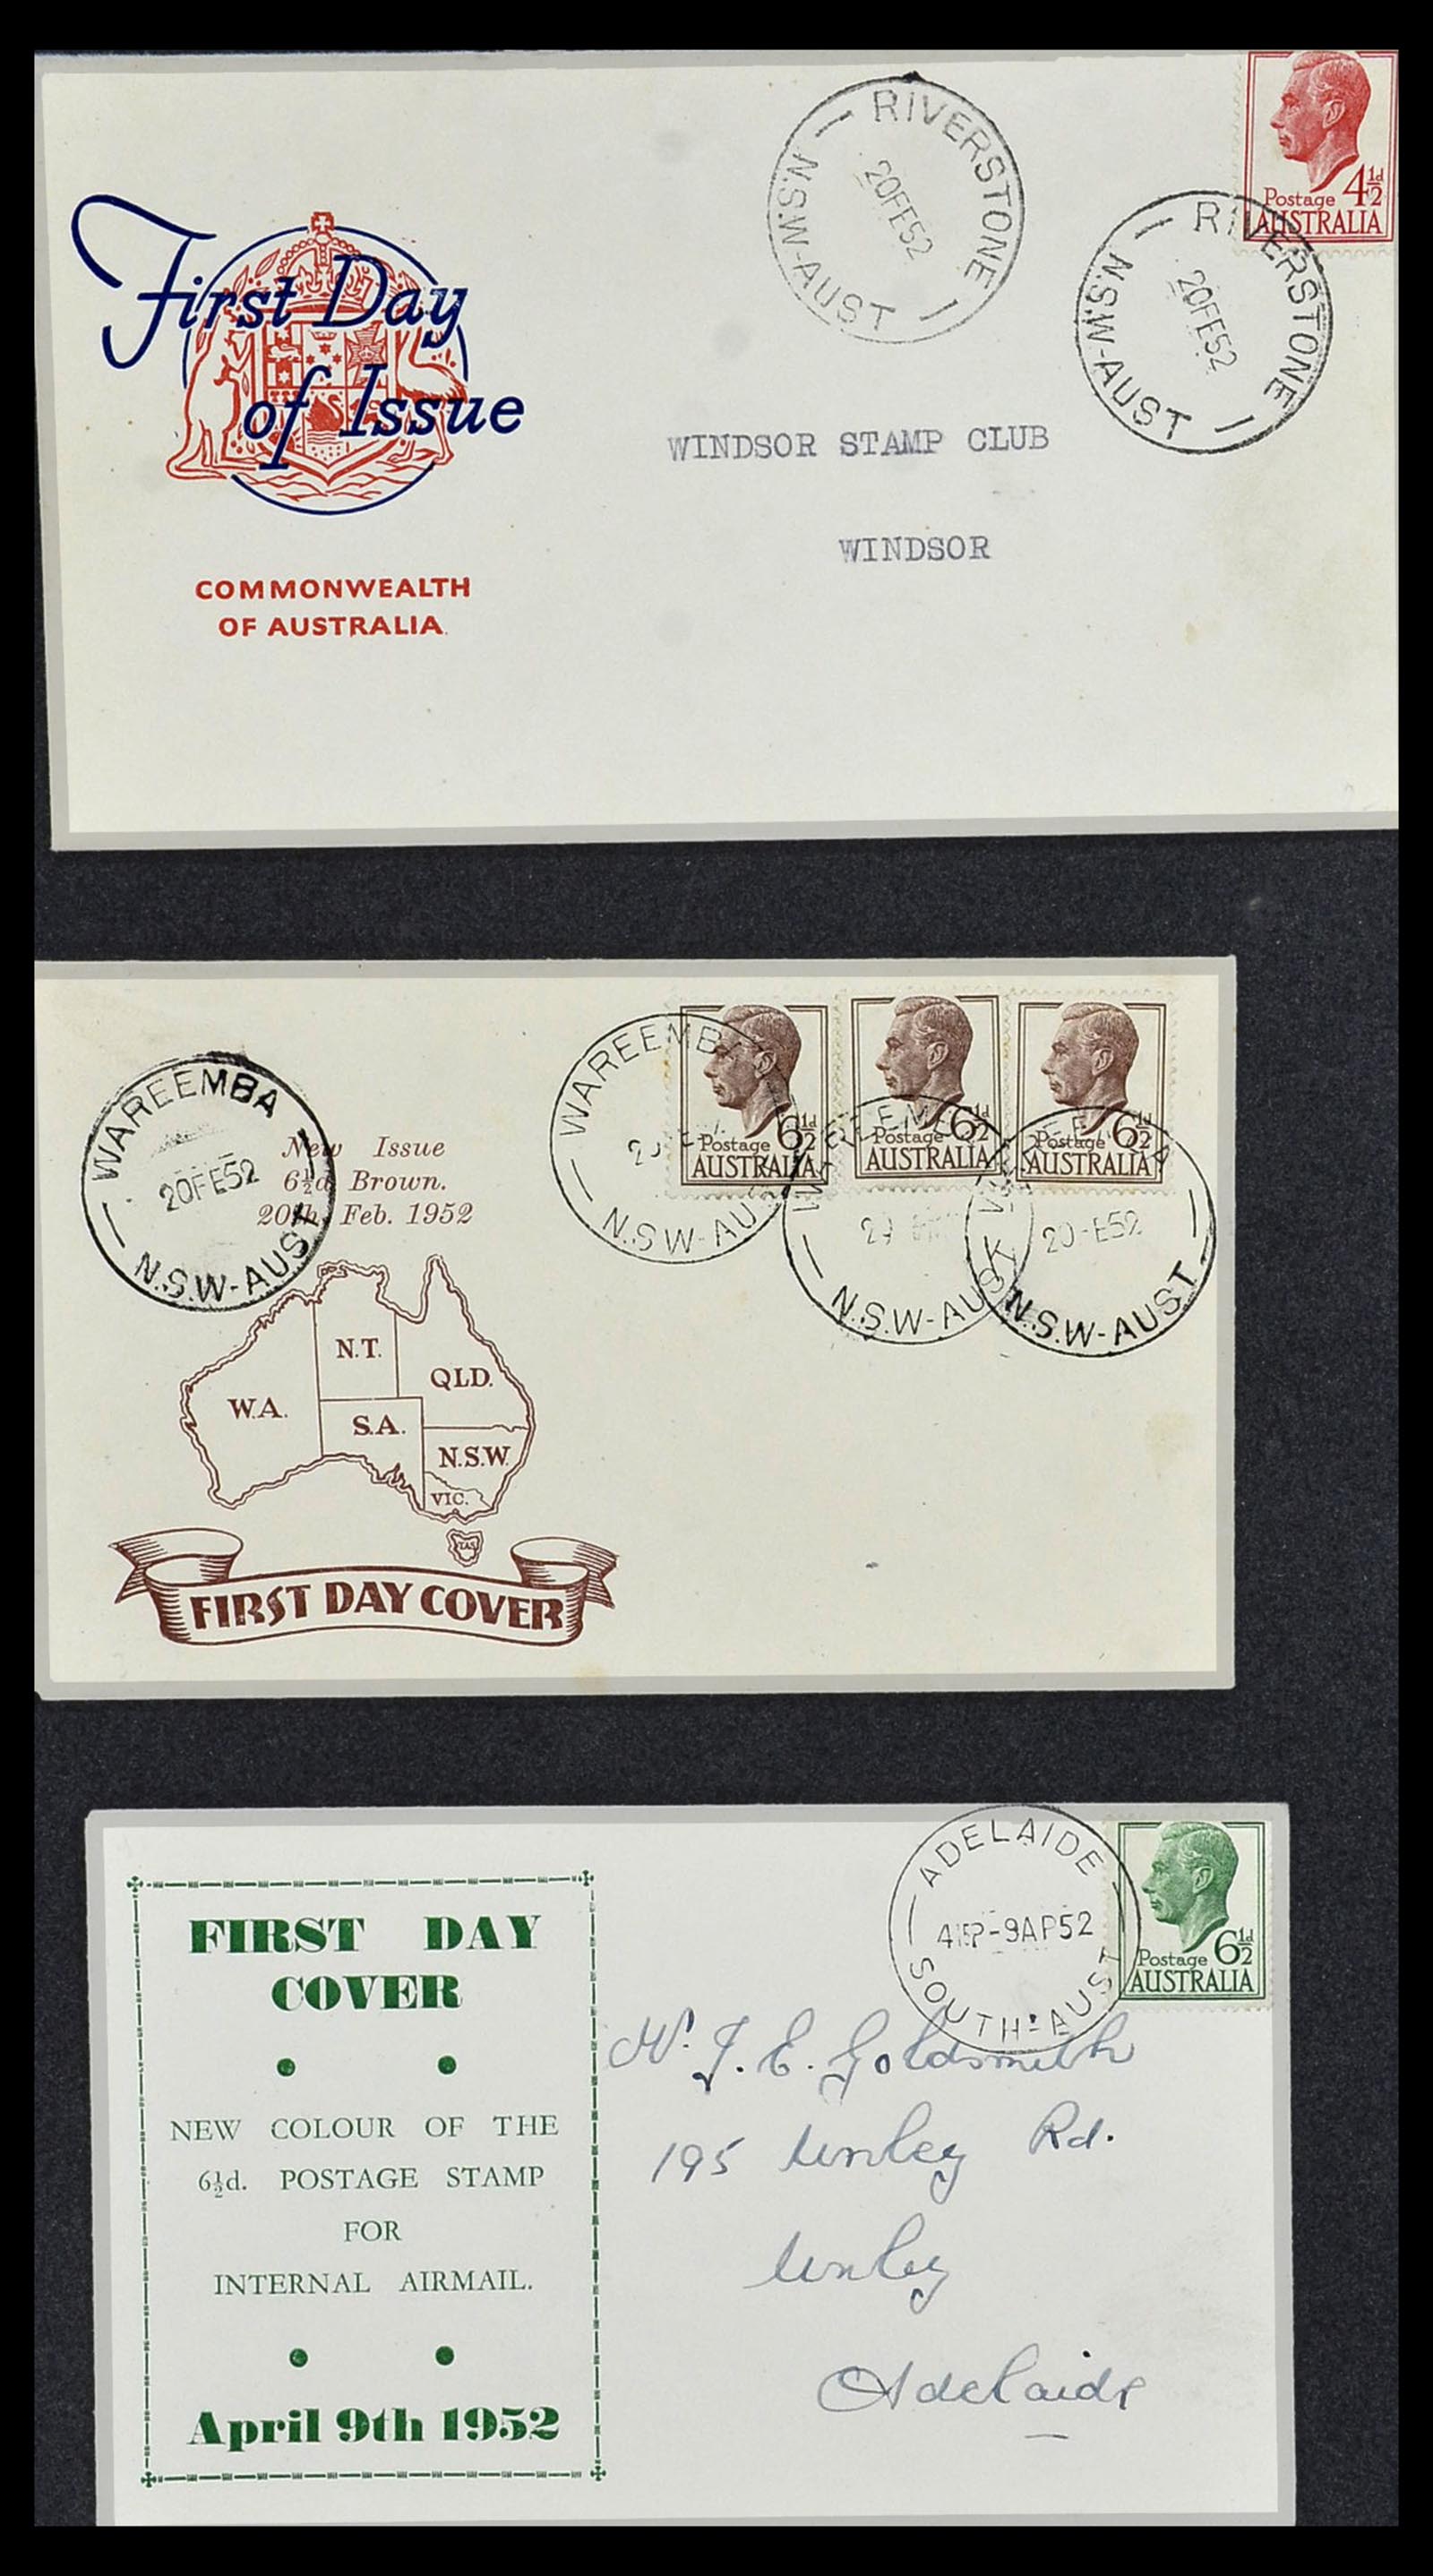 First Day
of Issue
COMMONWEALTH
OF AUSTRALIA.
RIVERSTONE
20FE52
N.S.W-AUST
Postage 4½d
AUSTRALIA
RIVERSTONE
20FE52
N.S.W-AUST
WINDSOR STAMP CLUB
WINDSOR
WAREEMBA
20FE52
N.S.W-AUST
New Issue
6½d Brown.
20th. Feb. 1952
W.A.
N.T.
QLD.
S.A.
N.S.W.
VIC.
TAS.
FIRST DAY COVER
WAREEMBA
N.S.W-AUST
Postage 6½d
AUSTRALIA
Postage 6½d
AUSTRALIA
N.S.W-AUST
Postage 6½d
AUSTRALIA
N.S.W-AUST
FIRST DAY
COVER
NEW COLOUR OF THE
6½d. POSTAGE STAMP
FOR
INTERNAL AIRMAIL.
April 9th 1952
ADELAIDE
-9AP52
SOUTH-AUST
Postage 6½d
AUSTRALIA
Mr. J. E. Goldsmith
195 Unley Rd.
Unley
Adelaide